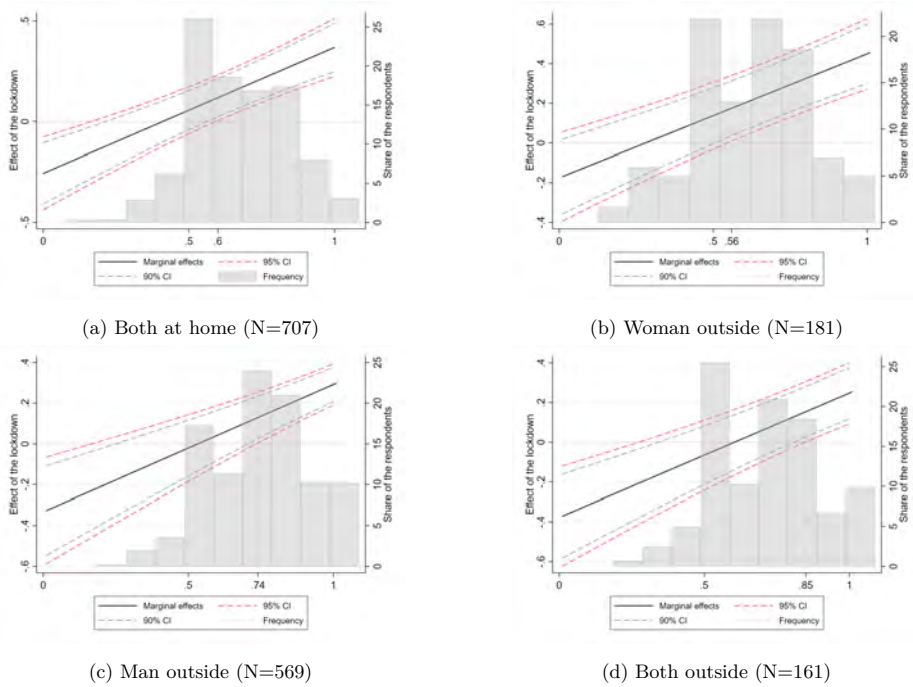 Effect of the lockdown
-.5 0 .5
Share of the respondents
0 5 10 15 20 25
0 .5 .6 1
Marginal effects 95% CI
90% CI Frequency
(a) Both at home (N=707)
Effect of the lockdown
-.4 -.2 0 .2 .4 .6
Share of the respondents
0 5 10 15 20
0 .5 .56 1
Marginal effects 95% CI
90% CI Frequency
(b) Woman outside (N=181)
Effect of the lockdown
-.6 -.4 -.2 0 .2 .4
Share of the respondents
0 5 10 15 20 25
0 .5 .74 1
Marginal effects 95% CI
90% CI Frequency
(c) Man outside (N=569)
Effect of the lockdown
-.6 -.4 -.2 0 .2 .4
Share of the respondents
0 5 10 15 20 25
0 .5 .85 1
Marginal effects 95% CI
90% CI Frequency
(d) Both outside (N=161)